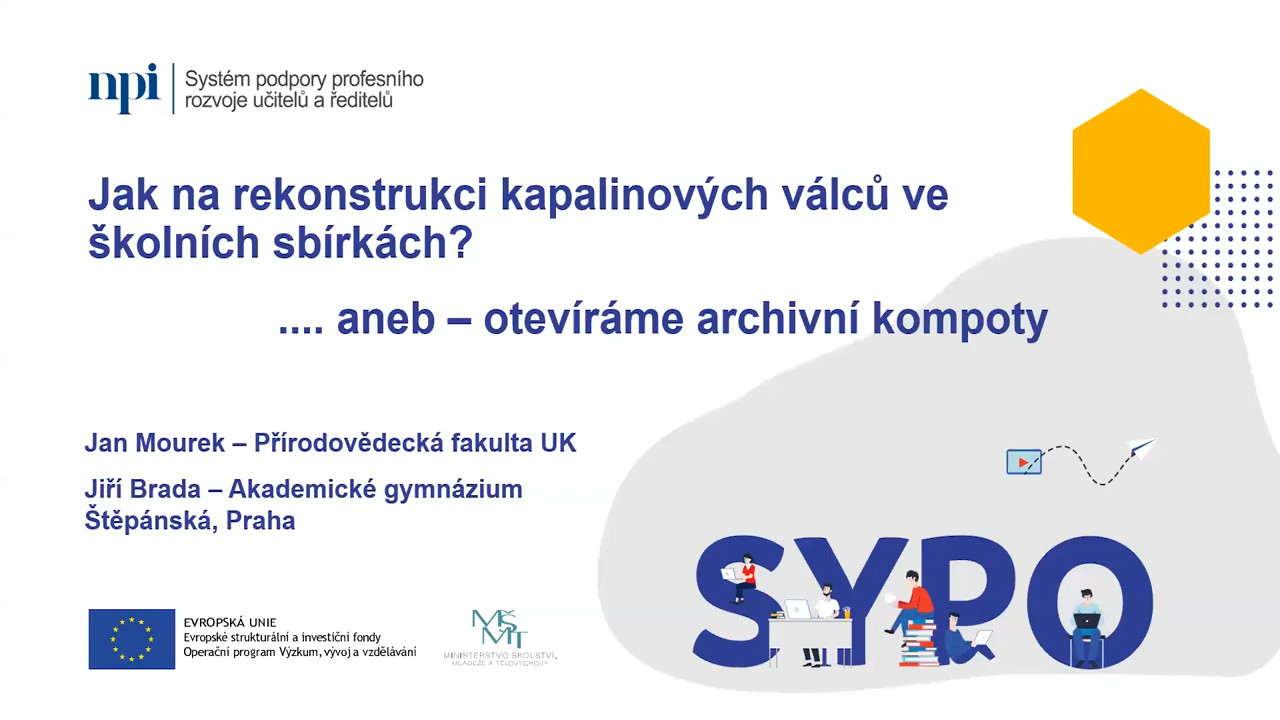 npi
Systém podpory profesního
rozvoje učitelů a ředitelů
Jak na rekonstrukci kapalinových válců ve
školních sbírkách?
.... aneb – otevíráme archivní kompoty
Jan Mourek – Přírodovědecká fakulta UK
Jiří Brada – Akademické gymnázium
Štěpánská, Praha
EVROPSKÁ UNIE
Evropské strukturální a investiční fondy
Operační program Výzkum, vývoj a vzdělávání
MŠMT
MINISTERSTVO ŠKOLSTVÍ,
MLÁDEŽE A TĚLOVÝCHOVY
SYPO